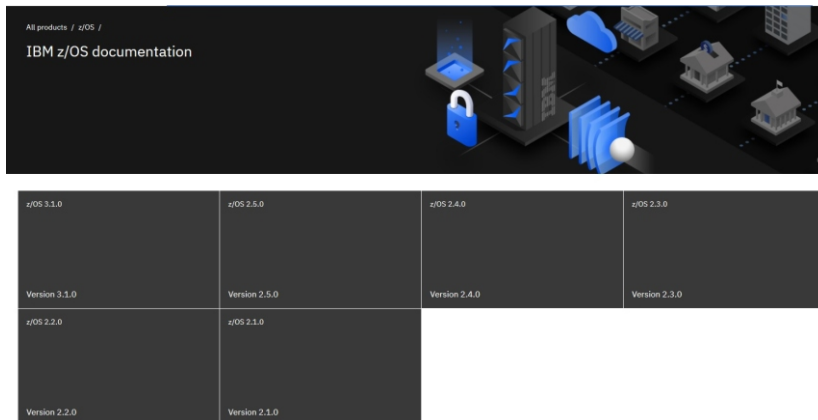 All products / z/OS /
IBM z/OS documentation
IBM
z/OS 3.1.0
z/OS 2.5.0
z/OS 2.4.0
z/OS 2.3.0
Version 3.1.0
Version 2.5.0
Version 2.4.0
Version 2.3.0
z/OS 2.2.0
z/OS 2.1.0
Version 2.2.0
Version 2.1.0